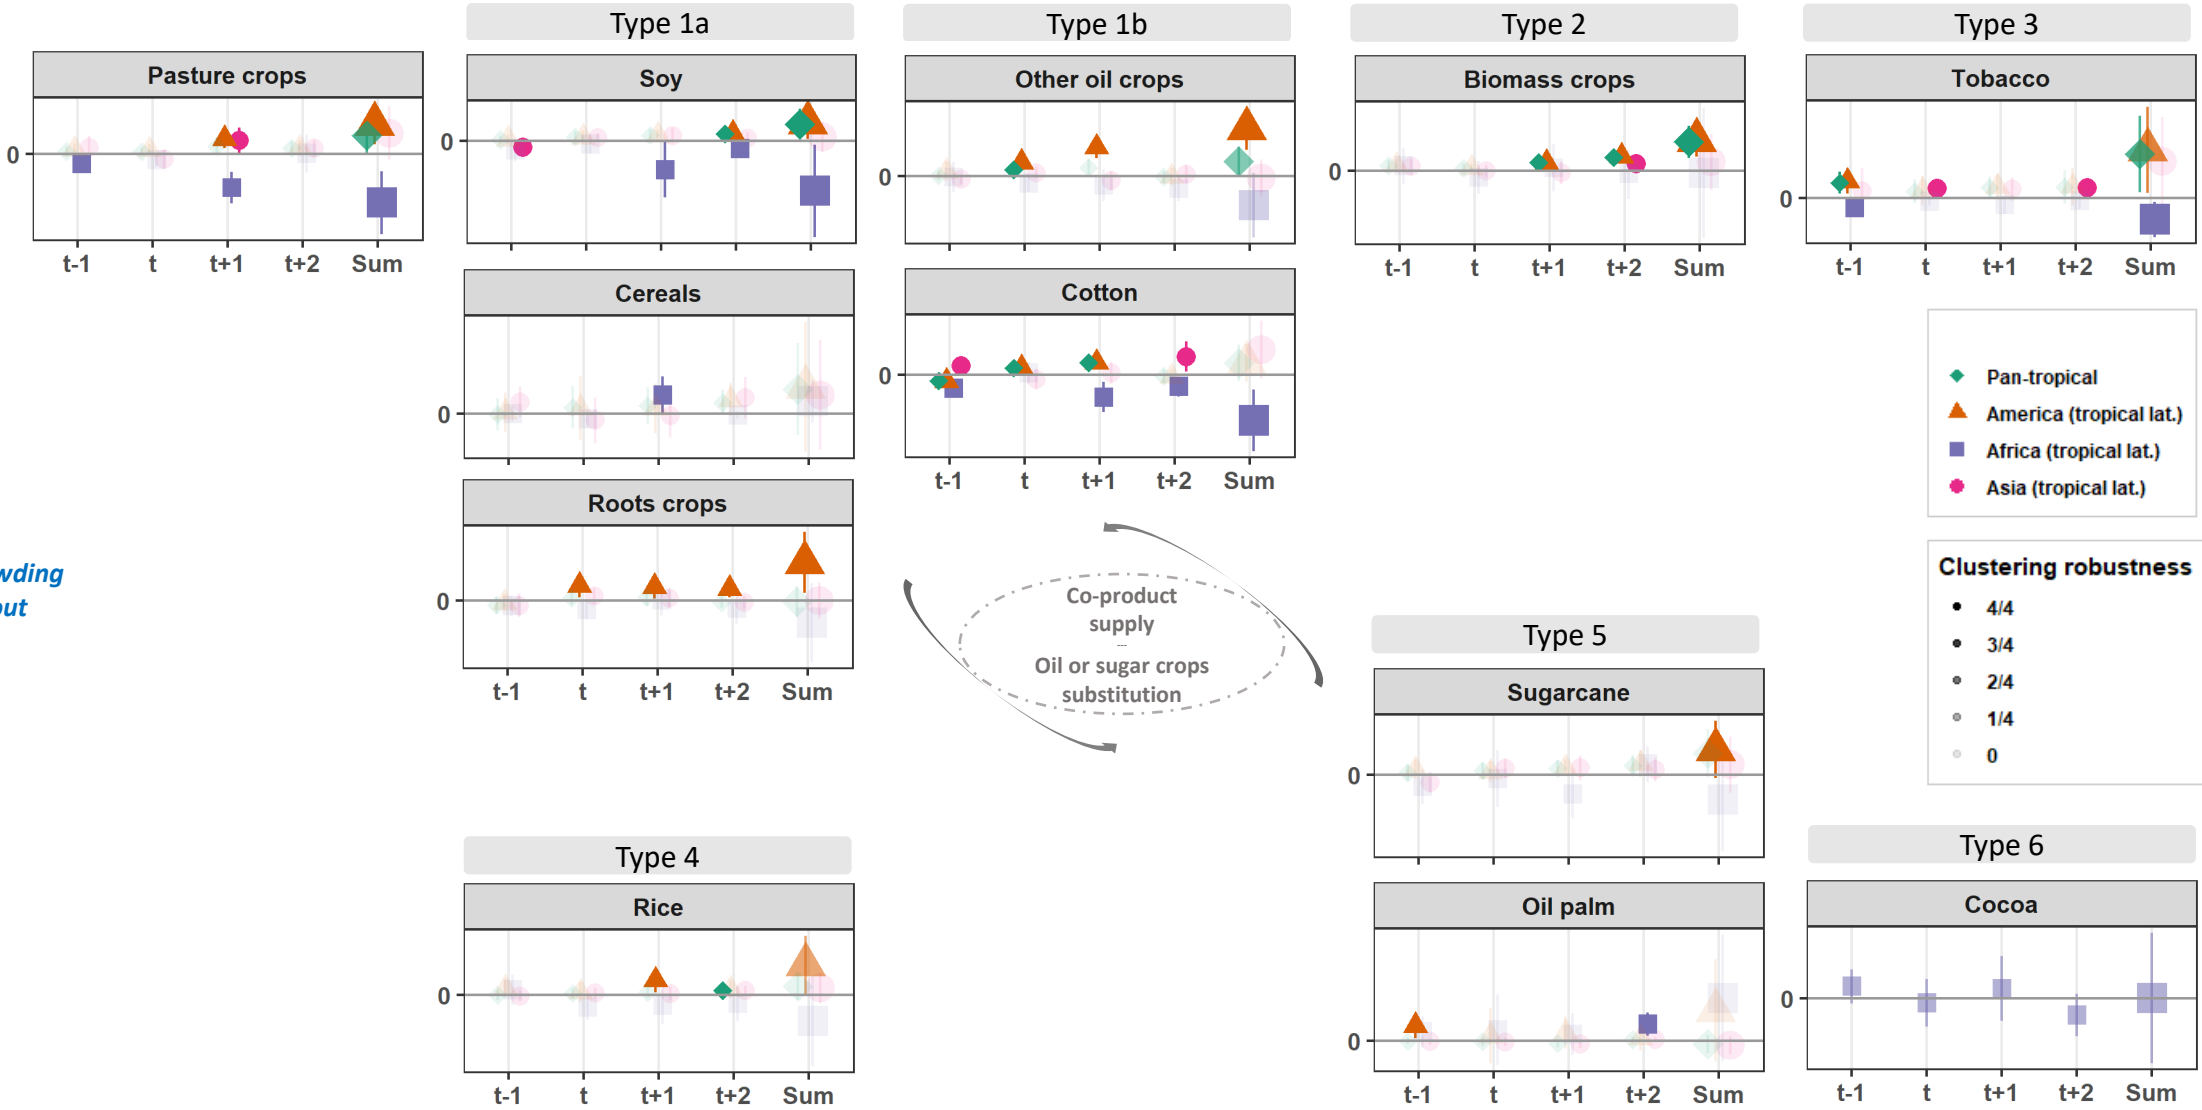 Type 1a
Type 1b
Type 2
Type 3
Pasture crops
0
t-1 t t+1 t+2 Sum
Soy
0
Other oil crops
0
Biomass crops
0
t-1 t t+1 t+2 Sum
Tobacco
0
t-1 t t+1 t+2 Sum
Cereals
0
Cotton
0
t-1 t t+1 t+2 Sum
Pan-tropical
America (tropical lat.)
Africa (tropical lat.)
Asia (tropical lat.)
Roots crops
0
t-1 t t+1 t+2 Sum
Co-product
supply
---
Oil or sugar crops
substitution
Clustering robustness
4/4
3/4
2/4
1/4
0
Type 5
Sugarcane
0
Type 4
Rice
0
t-1 t t+1 t+2 Sum
Oil palm
0
t-1 t t+1 t+2 Sum
Type 6
Cocoa
0
t-1 t t+1 t+2 Sum